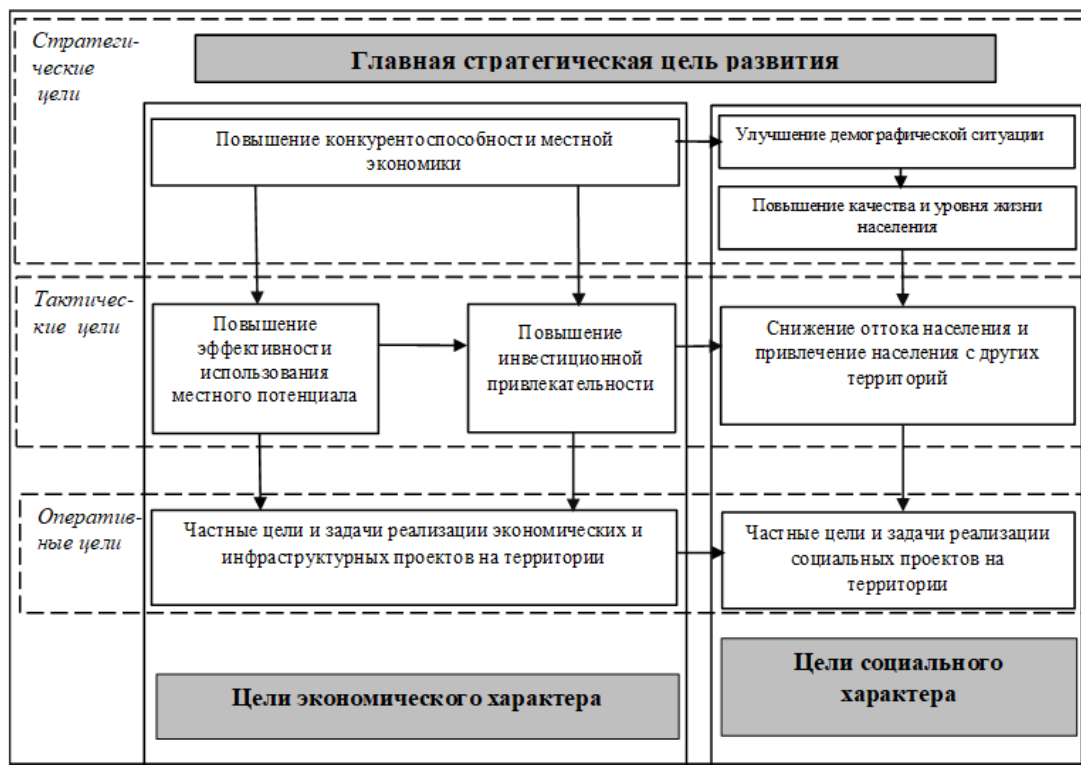 Стратеги-
ческие
цели
Главная стратегическая цель развития
Повышение конкурентоспособности местной
экономики
Улучшение демографической ситуации
Повышение качества и уровня жизни
населения
Тактичес-
кие цели
Повышение
эффективности
использования
местного потенциала
Повышение
инвестиционной
привлекательности
Снижение оттока населения и
привлечение населения с других
территорий
Оператив-
ные цели
Частные цели и задачи реализации экономических и
инфраструктурных проектов на территории
Частные цели и задачи реализации
социальных проектов на
территории
Цели экономического характера
Цели социального
характера